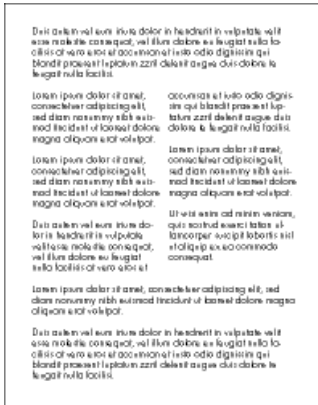 Duis autem vel eum iriure dolor in hendrerit in vulputate velit
esse molestie consequat, vel illum dolore eu feugiat nulla fa-
cilisis at vero eros et accumsan et iusto odio dignissim qui
blandit praesent luptatum zzril delenit augue duis dolore te
feugait nulla facilisi.
Lorem ipsum dolor sit amet,
consectetuer adipiscing elit,
sed diam nonummy nibh euis-
mod tincidunt ut laoreet dolore
magna aliquam erat volutpat.
Lorem ipsum dolor sit amet,
consectetuer adipiscing elit,
sed diam nonummy nibh euis-
mod tincidunt ut laoreet dolore
magna aliquam erat volutpat.
Duis autem vel eum iriure do-
lor in hendrerit in vulputate
velit esse molestie consequat,
vel illum dolore eu feugiat
nulla facilisis at vero eros et
accumsan et iusto odio dignis-
sim qui blandit praesent lup-
tatum zzril delenit augue duis
dolore te feugait nulla facilisi.
Lorem ipsum dolor sit amet,
consectetuer adipiscing elit,
sed diam nonummy nibh euis-
mod tincidunt ut laoreet dolore
magna aliquam erat volutpat.
Ut wisi enim ad minim veniam,
quis nostrud exerci tation ul-
lamcorper suscipit lobortis nisl
ut aliquip ex ea commodo
consequat.
Lorem ipsum dolor sit amet, consectetuer adipiscing elit, sed
diam nonummy nibh euismod tincidunt ut laoreet dolore magna
aliquam erat volutpat.
Duis autem vel eum iriure dolor in hendrerit in vulputate velit
esse molestie consequat, vel illum dolore eu feugiat nulla fa-
cilisis at vero eros et accumsan et iusto odio dignissim qui
blandit praesent luptatum zzril delenit augue duis dolore te
feugait nulla facilisi.